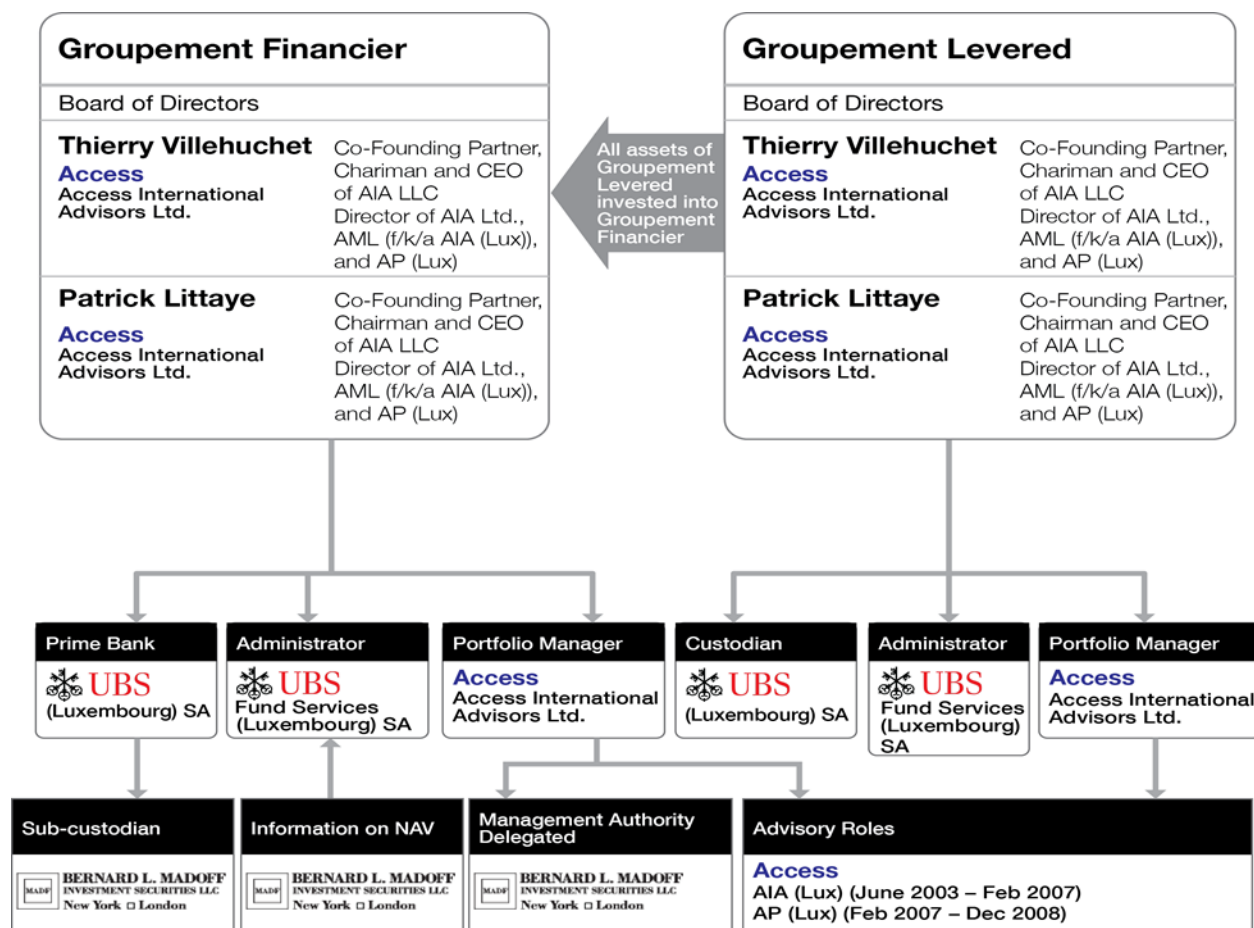 Groupement Financier
Board of Directors
Thierry Villehuchet
Access
Access International
Advisors Ltd.
Co-Founding Partner,
Chariman and CEO
of AIA LLC
Director of AIA Ltd.,
AML (f/k/a AIA (Lux)),
and AP (Lux)
Patrick Littaye
Access
Access International
Advisors Ltd.
Co-Founding Partner,
Chairman and CEO
of AIA LLC
Director of AIA Ltd.,
AML (f/k/a AIA (Lux)),
and AP (Lux)
All assets of
Groupement
Levered
invested into
Groupement
Financier
Groupement Levered
Board of Directors
Thierry Villehuchet
Access
Access International
Advisors Ltd.
Co-Founding Partner,
Chariman and CEO
of AIA LLC
Director of AIA Ltd.,
AML (f/k/a AIA (Lux)),
and AP (Lux)
Patrick Littaye
Access
Access International
Advisors Ltd.
Co-Founding Partner,
Chairman and CEO
of AIA LLC
Director of AIA Ltd.,
AML (f/k/a AIA (Lux)),
and AP (Lux)
Prime Bank
UBS
(Luxembourg) SA
Administrator
UBS
Fund Services
(Luxembourg) SA
Portfolio Manager
Access
Access International
Advisors Ltd.
Custodian
UBS
(Luxembourg) SA
Administrator
UBS
Fund Services
(Luxembourg)
SA
Portfolio Manager
Access
Access International
Advisors Ltd.
Sub-custodian
MADF
BERNARD L. MADOFF
INVESTMENT SECURITIES LLC
New York □ London
Information on NAV
MADF
BERNARD L. MADOFF
INVESTMENT SECURITIES LLC
New York □ London
Management Authority
Delegated
MADF
BERNARD L. MADOFF
INVESTMENT SECURITIES LLC
New York □ London
Advisory Roles
Access
AIA (Lux) (June 2003 – Feb 2007)
AP (Lux) (Feb 2007 – Dec 2008)